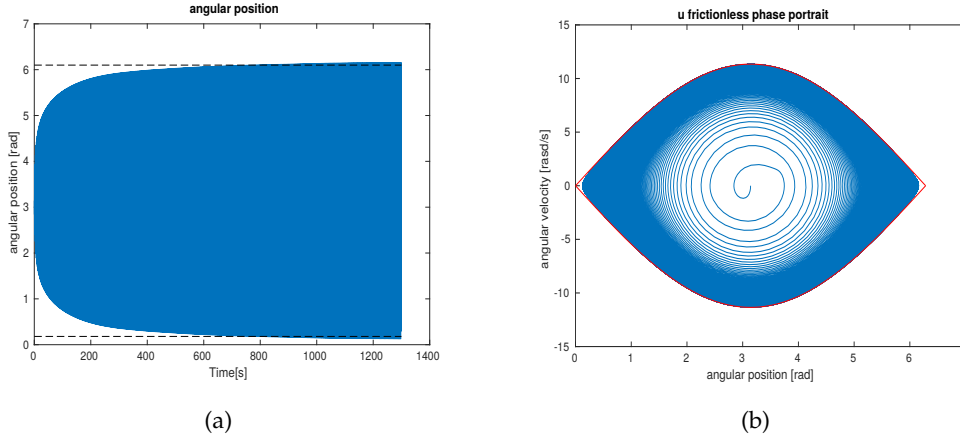 angular position
7
6
5
4
3
2
1
0
angular position [rad]
0 200 400 600 800 1000 1200 1400
Time[s]
(a)
u frictionless phase portrait
15
10
5
0
-5
-10
-15
angular velocity [rasd/s]
0 1 2 3 4 5 6
angular position [rad]
(b)